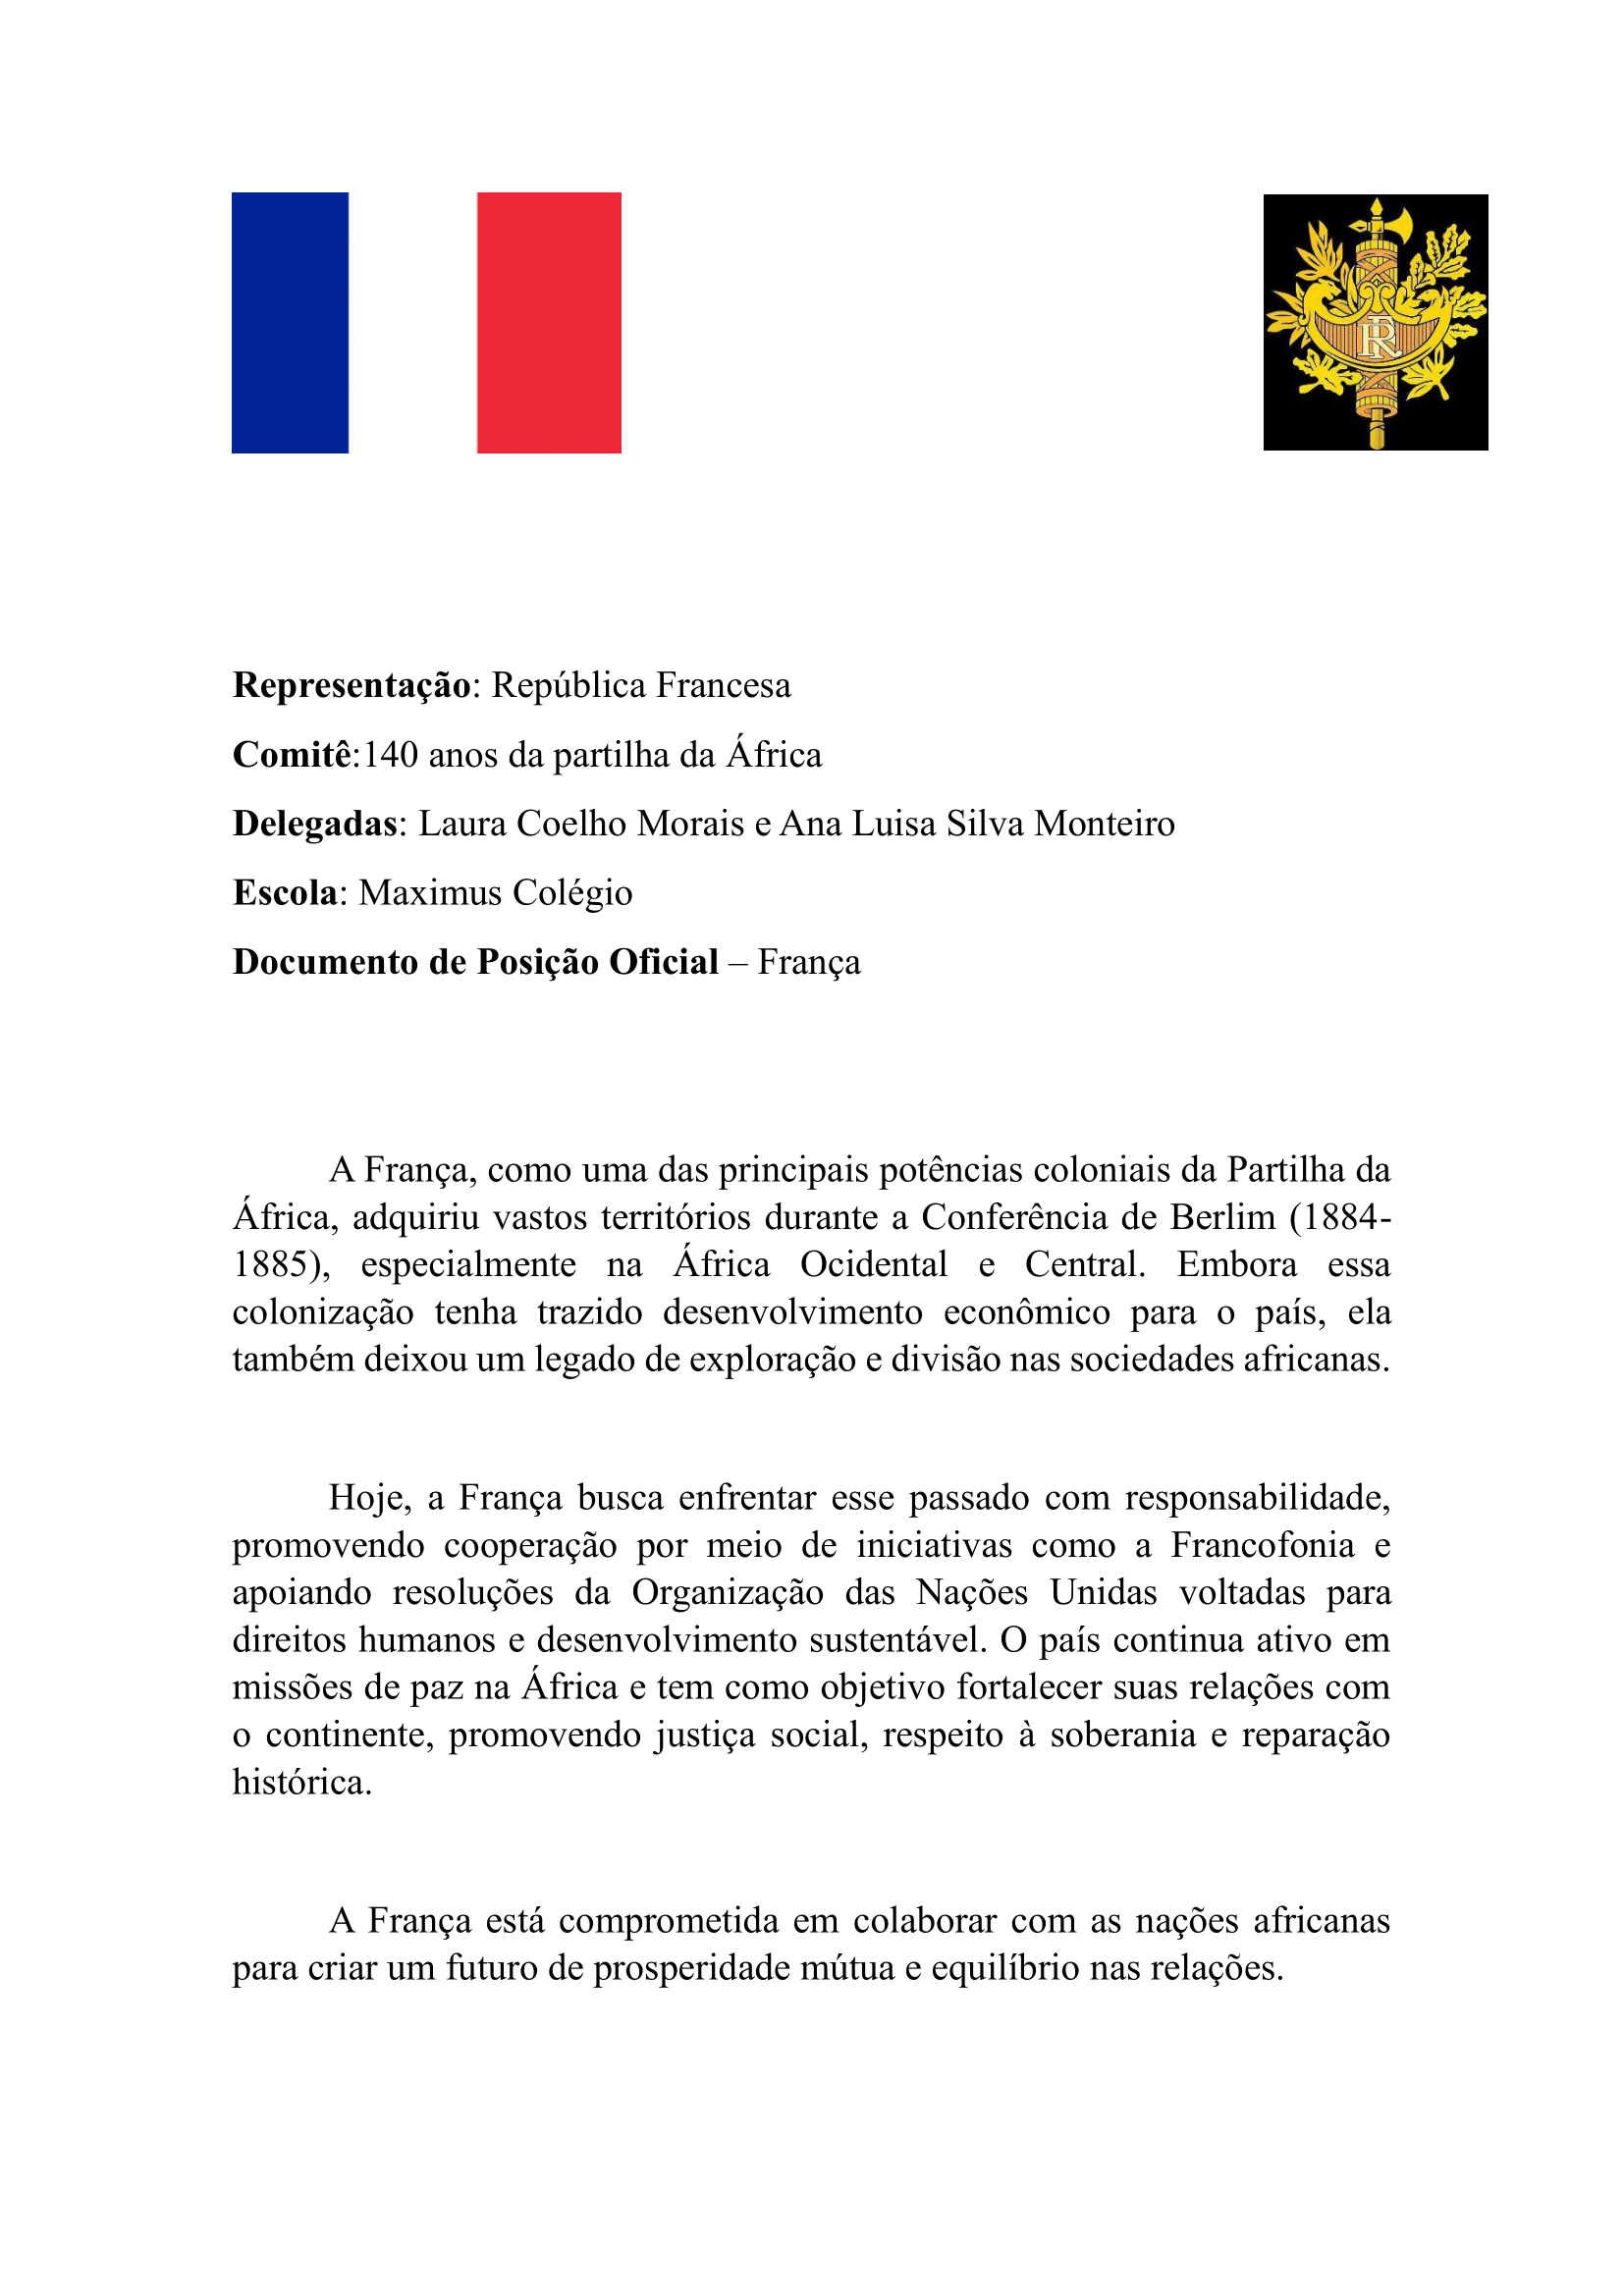 RF
Representação: República Francesa
Comitê:140 anos da partilha da África
Delegadas: Laura Coelho Morais e Ana Luisa Silva Monteiro
Escola: Maximus Colégio
Documento de Posição Oficial – França
A França, como uma das principais potências coloniais da Partilha da
África, adquiriu vastos territórios durante a Conferência de Berlim (1884-
1885), especialmente na África Ocidental e Central. Embora essa
colonização tenha trazido desenvolvimento econômico para o país, ela
também deixou um legado de exploração e divisão nas sociedades africanas.
Hoje, a França busca enfrentar esse passado com responsabilidade,
promovendo cooperação por meio de iniciativas como a Francofonia e
apoiando resoluções da Organização das Nações Unidas voltadas para
direitos humanos e desenvolvimento sustentável. O país continua ativo em
missões de paz na África e tem como objetivo fortalecer suas relações com
o continente, promovendo justiça social, respeito à soberania e reparação
histórica.
A França está comprometida em colaborar com as nações africanas
para criar um futuro de prosperidade mútua e equilíbrio nas relações.